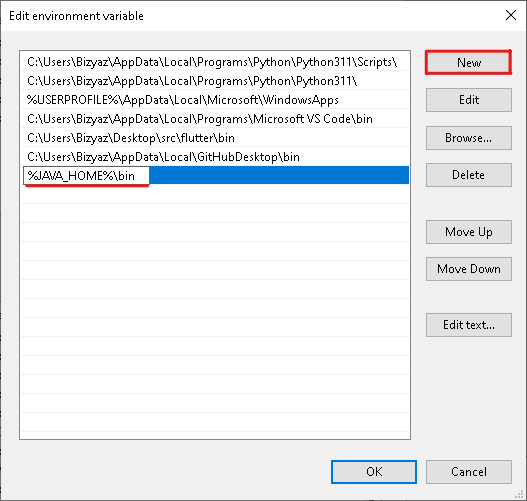 Edit environment variable
C:\Users\Bizyaz\AppData\Local\Programs\Python\Python311\Scripts\
C:\Users\Bizyaz\AppData\Local\Programs\Python\Python311\
%USERPROFILE%\AppData\Local\Microsoft\WindowsApps
C:\Users\Bizyaz\AppData\Local\Programs\Microsoft VS Code\bin
C:\Users\Bizyaz\Desktop\src\flutter\bin
C:\Users\Bizyaz\AppData\Local\GitHubDesktop\bin
%JAVA_HOME%\bin
New
Edit
Browse...
Delete
Move Up
Move Down
Edit text...
OK
Cancel